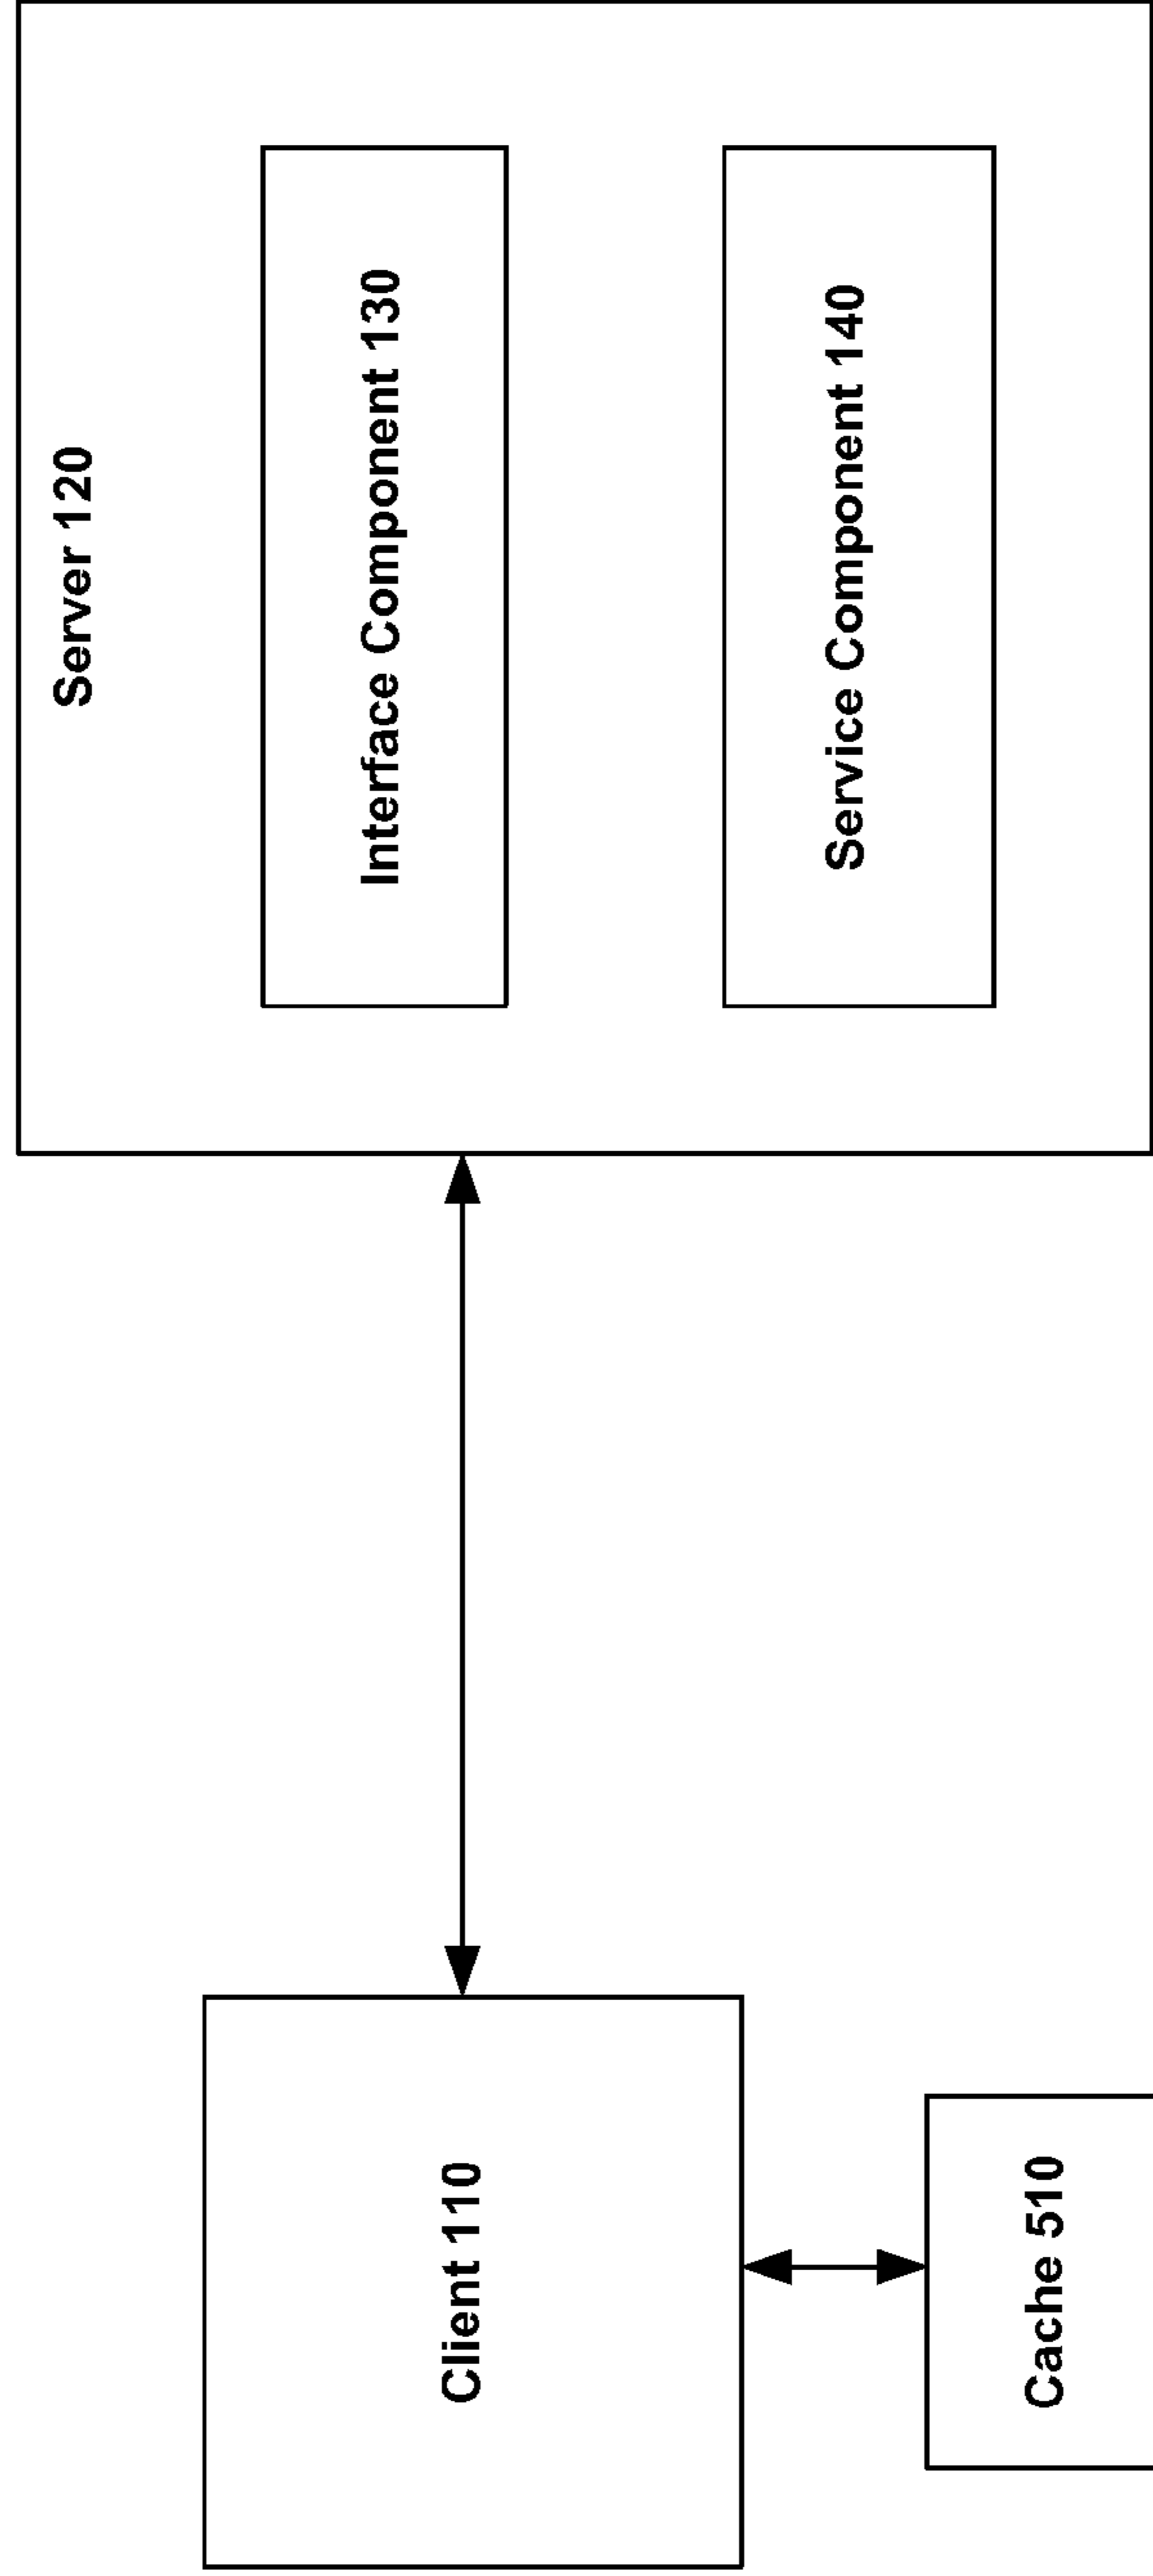 Server 120
Interface Component 130
Client 110
Service Component 140
Cache 510